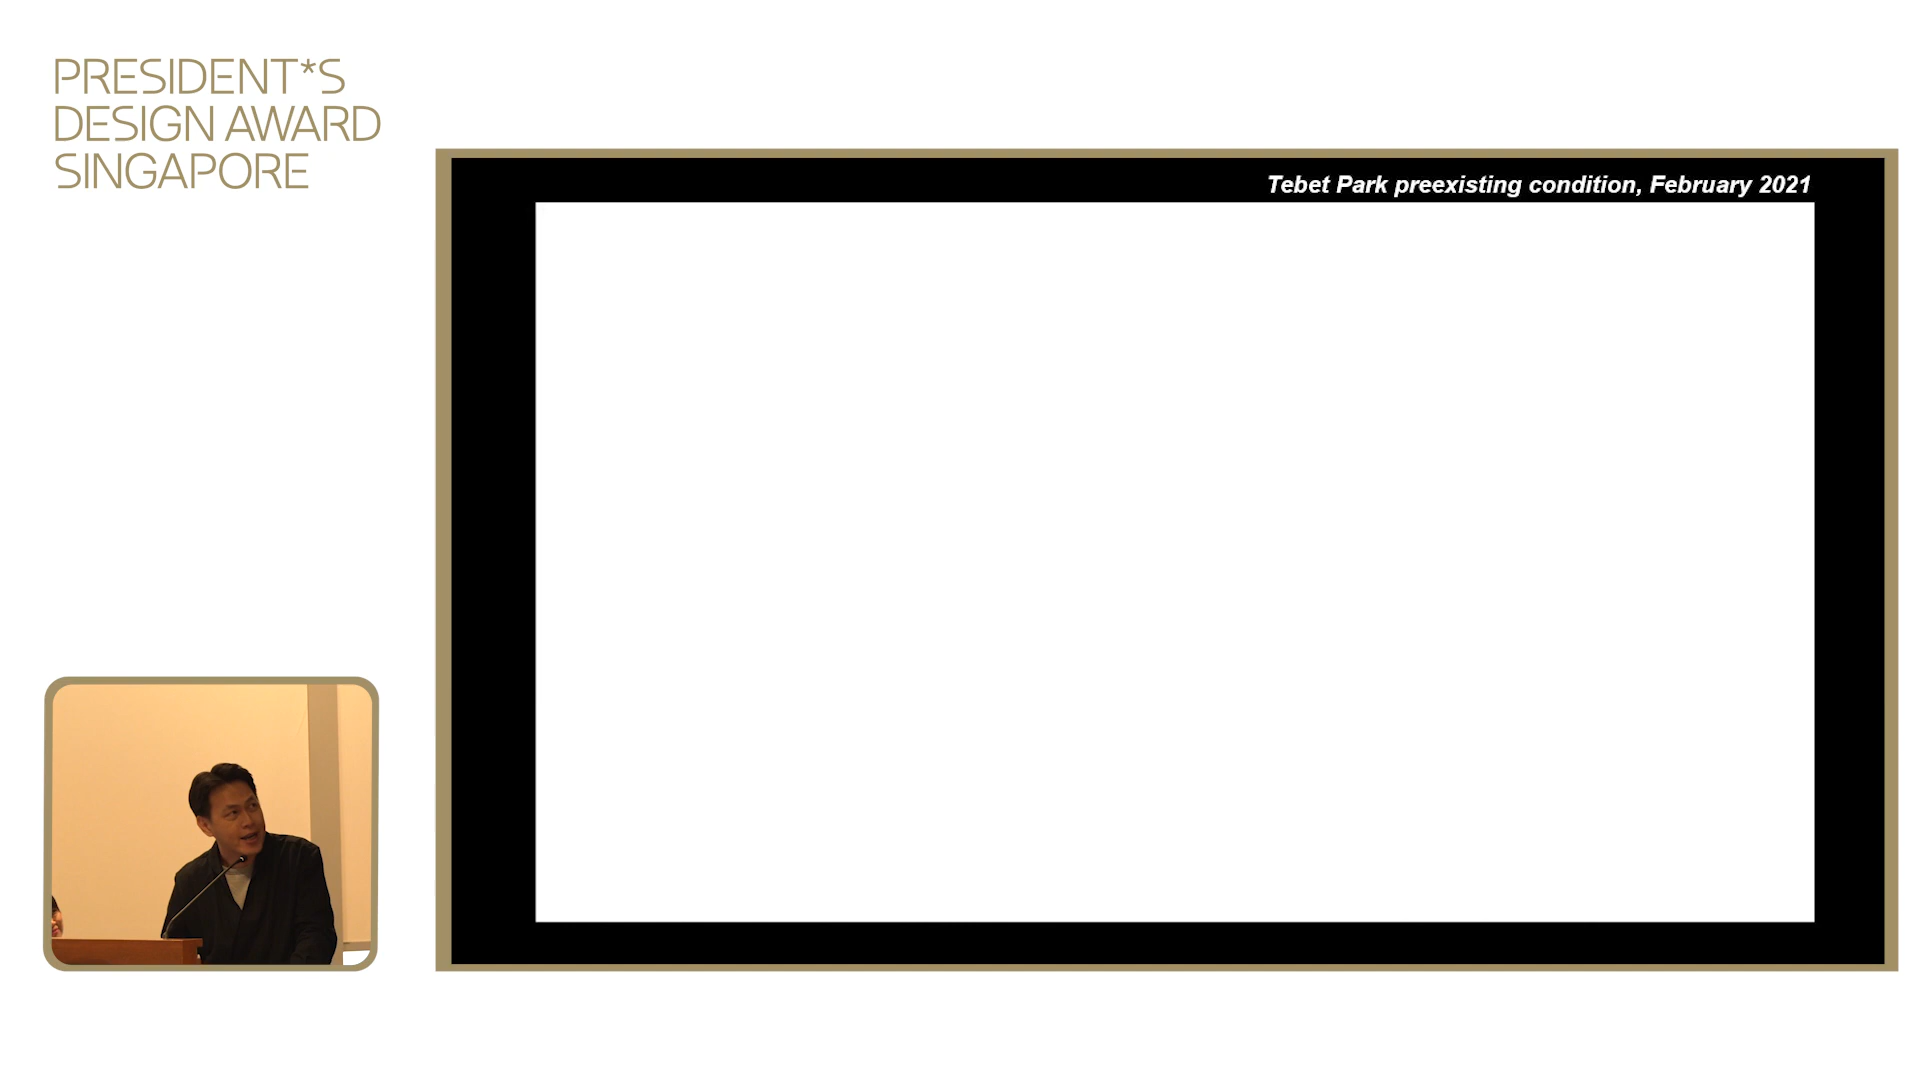 PRESIDENT*S
DESIGN AWARD
SINGAPORE
Tebet Park preexisting condition, February 2021